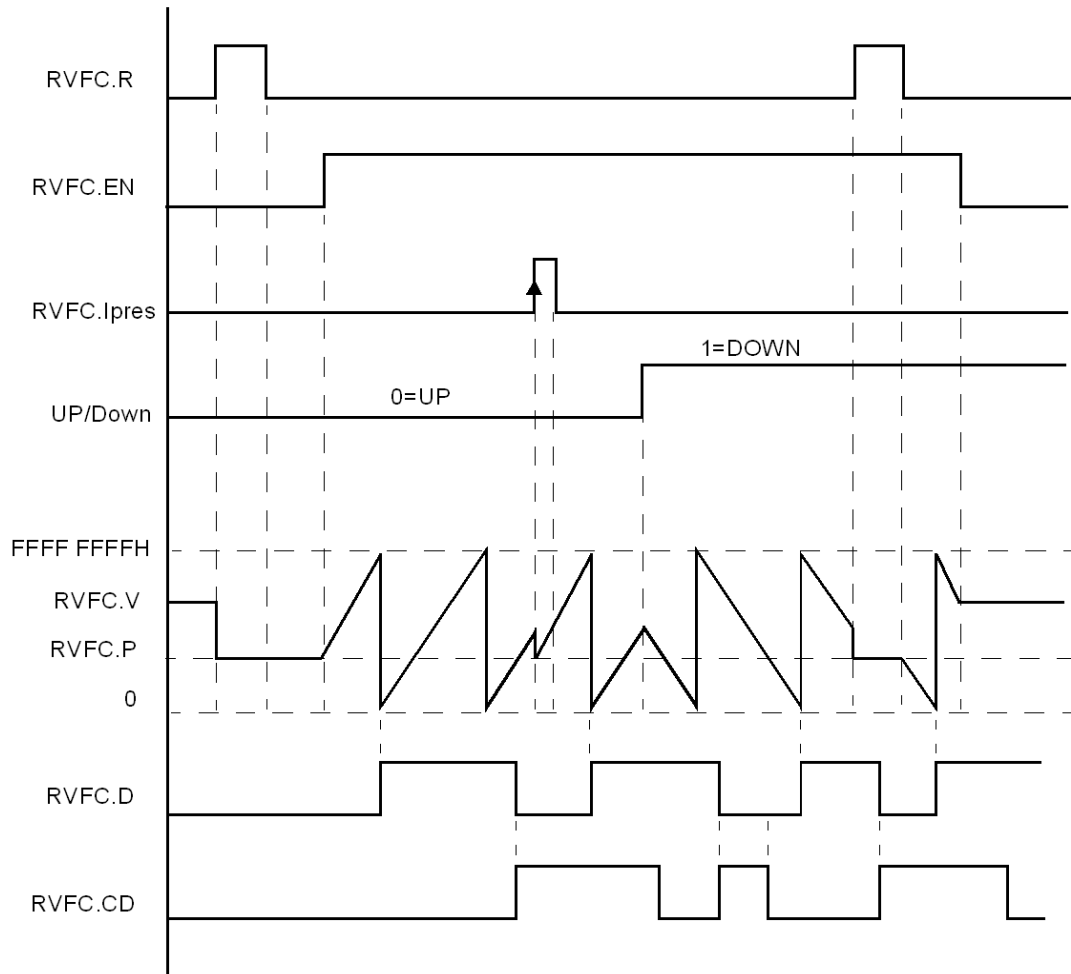 RVFC.R
RVFC.EN
RVFC.Ipres
1=DOWN
0=UP
UP/Down
FFFF FFFFH
RVFC.V
RVFC.P
0
RVFC.D
RVFC.CD